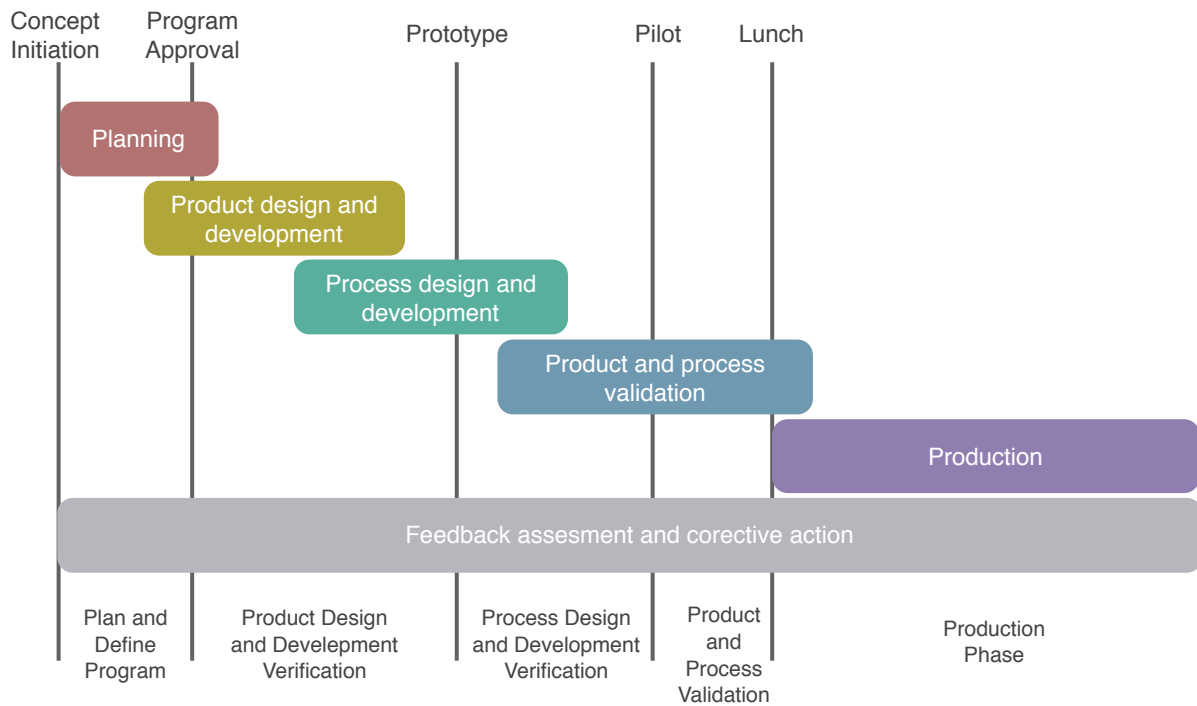 Concept
Initiation
Program
Approval
Prototype
Pilot
Lunch
Planning
Product design and
development
Process design and
development
Product and process
validation
Production
Feedback assesment and corective action
Plan and
Define
Program
Product Design
and Develepment
Verification
Process Design
and Development
Verification
Product
and
Process
Validation
Production
Phase